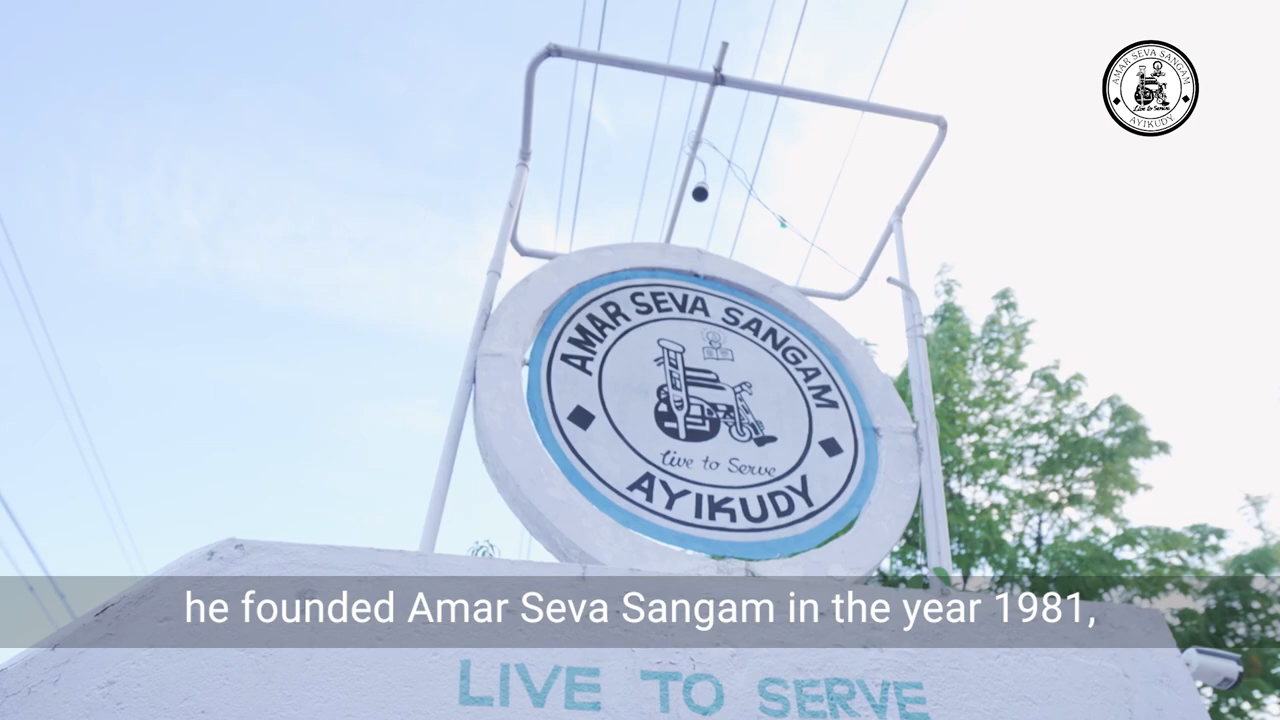 AMAR SEVA SANGAM
Live to Serve
AYIKUDY
AMAR SEVA SANGAM
Live to Serve
AYIKUDY
he founded Amar Seva Sangam in the year 1981,
LIVE TO SERVE